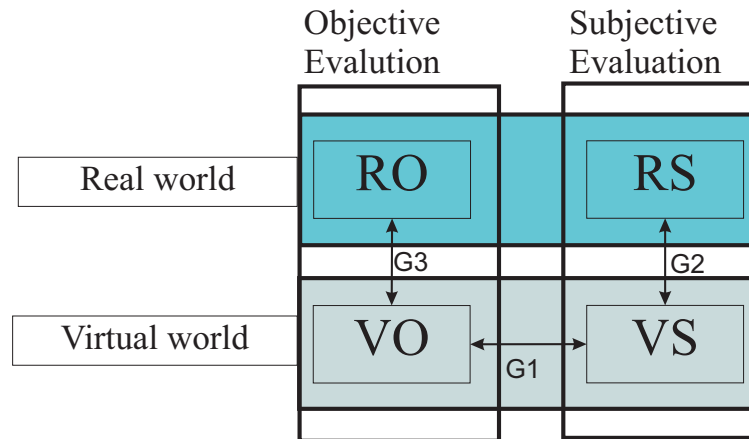 Objective
Evalution
Subjective
Evaluation
Real world
RO
RS
G3
G2
Virtual world
VO
VS
G1